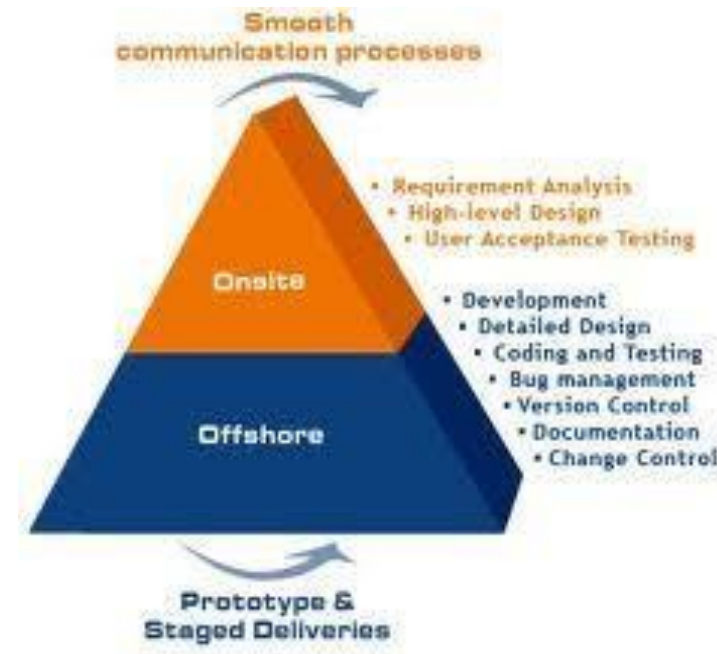 Smooth
communication processes
• Requirement Analysis
• High-level Design
• User Acceptance Testing
Onsite
• Development
• Detailed Design
• Coding and Testing
• Bug management
• Version Control
• Documentation
• Change Control
Offshore
Prototype &
Staged Deliveries